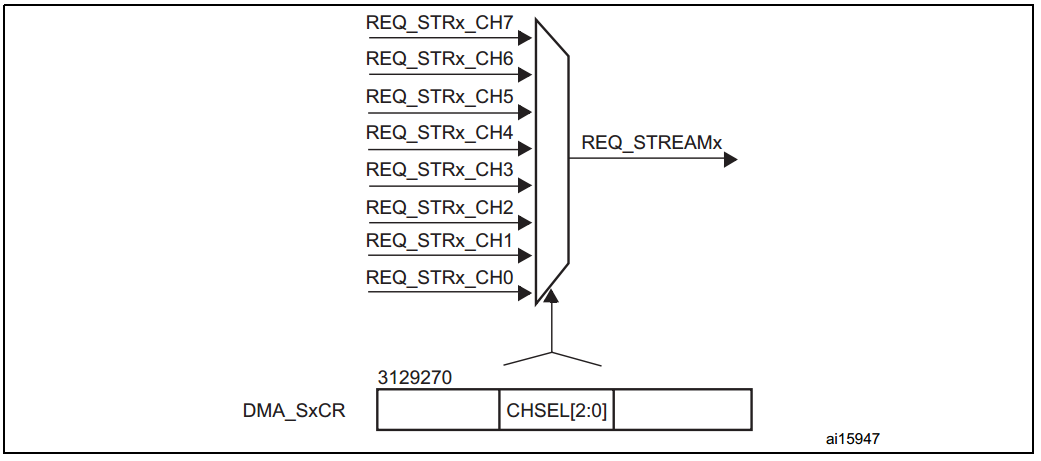 REQ_STRx_CH7
REQ_STRx_CH6
REQ_STRx_CH5
REQ_STRx_CH4
REQ_STREAMx
REQ_STRx_CH3
REQ_STRx_CH2
REQ_STRx_CH1
REQ_STRx_CH0
3129270
DMA_SxCR
CHSEL[2:0]
ai15947